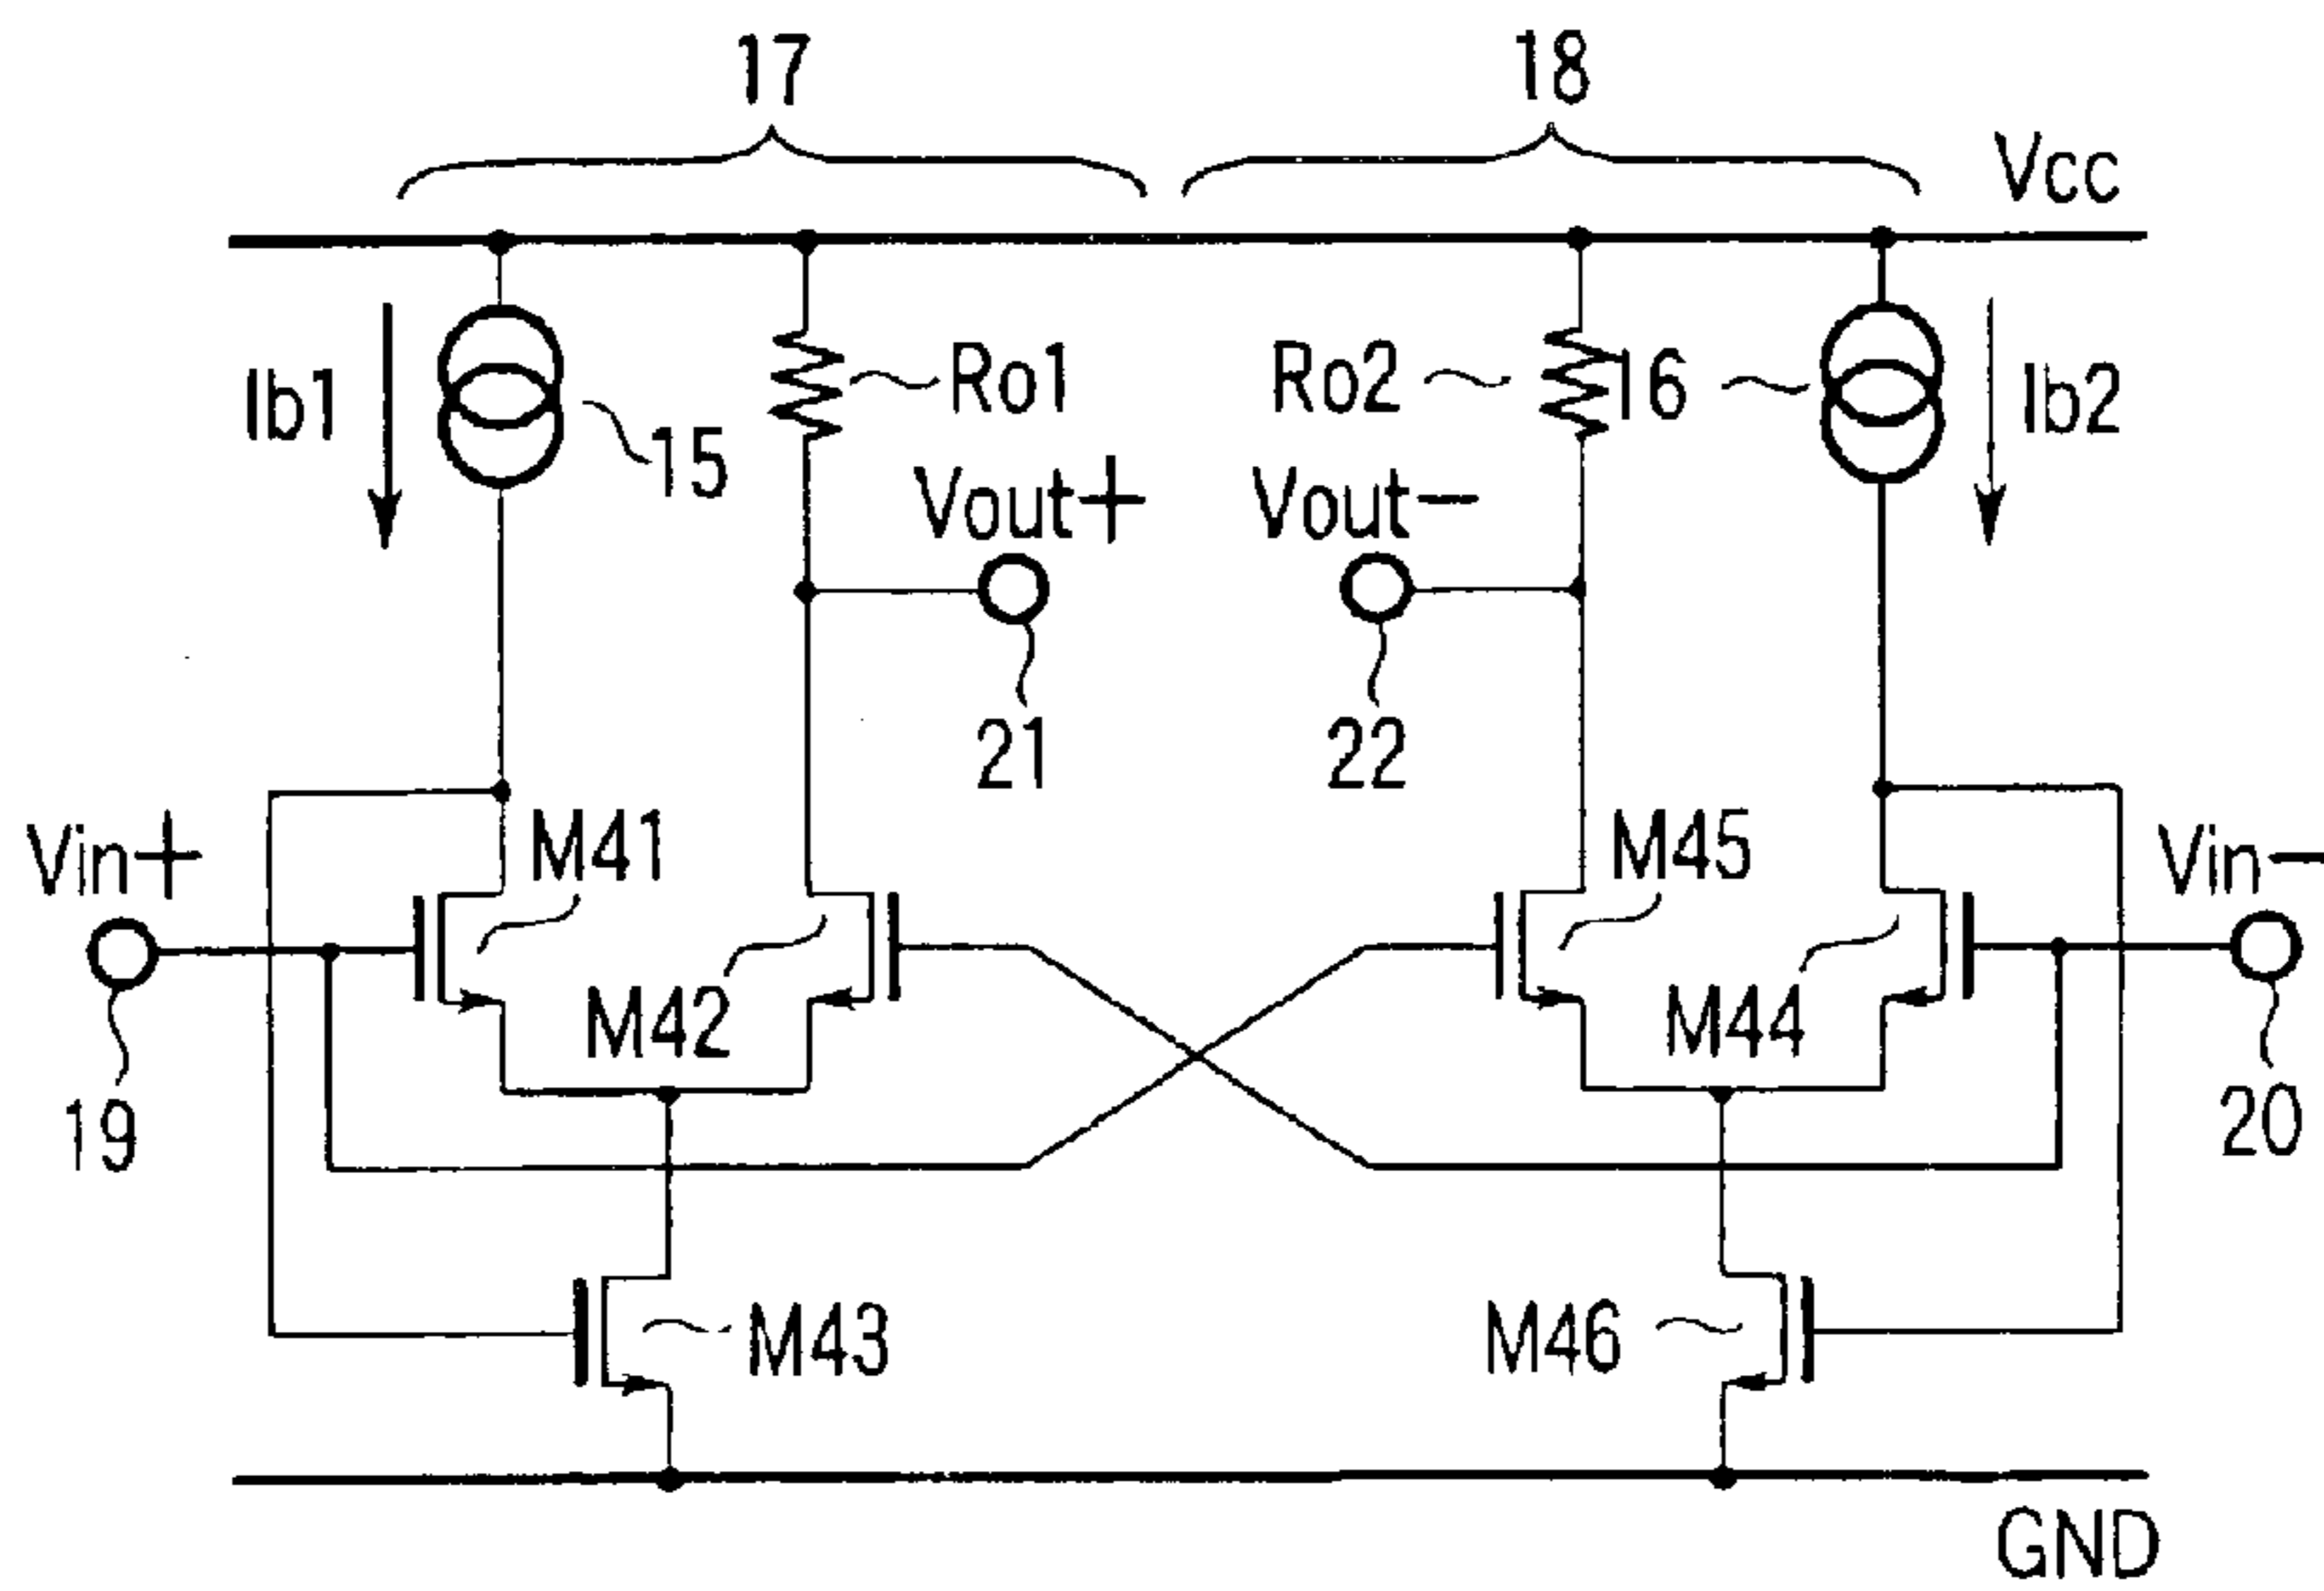 17 18
Vcc
Ib1 15 Ro1 Ro2 16 Ib2
Vout+ Vout-
21 22
Vin+ M41 M45 Vin-
M42 M44
19 20
M43 M46
GND